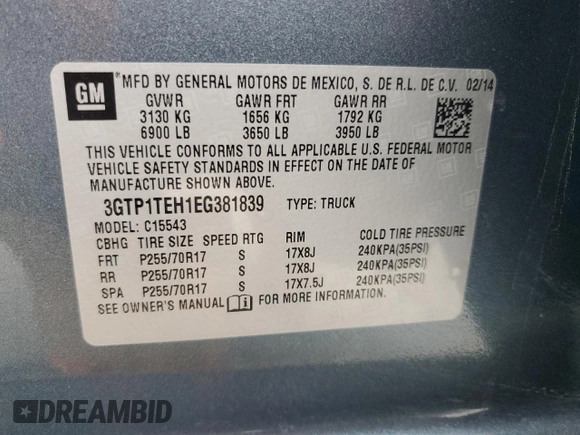 GM ® MFD BY GENERAL MOTORS DE MEXICO, S. DE R.L. DE C.V. 02/14
GVWR GAWR FRT GAWR RR
3130 KG 1656 KG 1792 KG
6900 LB 3650 LB 3950 LB
THIS VEHICLE CONFORMS TO ALL APPLICABLE U.S. FEDERAL MOTOR
VEHICLE SAFETY STANDARDS IN EFFECT ON THE DATE OF
MANUFACTURE SHOWN ABOVE.
3GTP1TEH1EG381839 TYPE: TRUCK
MODEL: C15543
CBHG TIRE SIZE SPEED RTG RIM COLD TIRE PRESSURE
FRT P255/70R17 S 17X8J 240KPA(35PSI)
RR P255/70R17 S 17X8J 240KPA(35PSI)
SPA P255/70R17 S 17X7.5J 240KPA(35PSI)
SEE OWNER'S MANUAL i FOR MORE INFORMATION.
DREAMBID